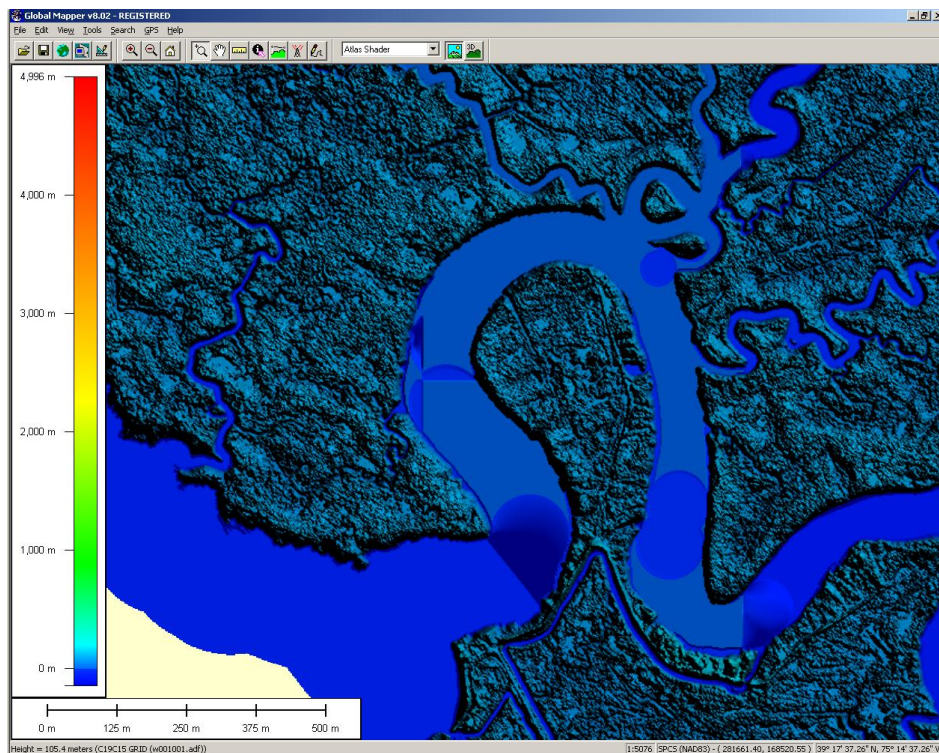 Global Mapper v8.02 - REGISTERED
File Edit View Tools Search GPS Help
Atlas Shader
3D
4,996 m
4,000 m
3,000 m
2,000 m
1,000 m
0 m
0 m 125 m 250 m 375 m 500 m
Height = 105.4 meters (C19C15 GRID (w001001.adf))
1:5076 SPCS (NAD83) - ( 281661.40, 168520.55 ) 39° 17' 37.26" N, 75° 14' 37.26" W